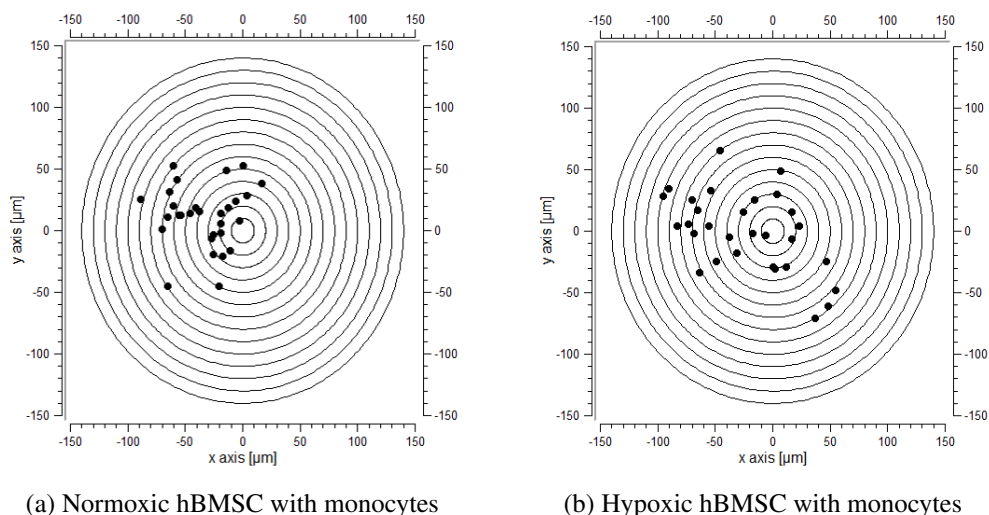 -150 -100 -50 0 50 100 150
-150 -100 -50 0 50 100 150
150 150
150 150
100 100
100 100
50 50
50 50
y axis [µm]
0 0
y axis [µm]
0 0
-50 -50
-50 -50
-100 -100
-100 -100
-150 -150
-150 -150
-150 -100 -50 0 50 100 150
-150 -100 -50 0 50 100 150
x axis [µm]
x axis [µm]
(a) Normoxic hBMSC with monocytes
(b) Hypoxic hBMSC with monocytes